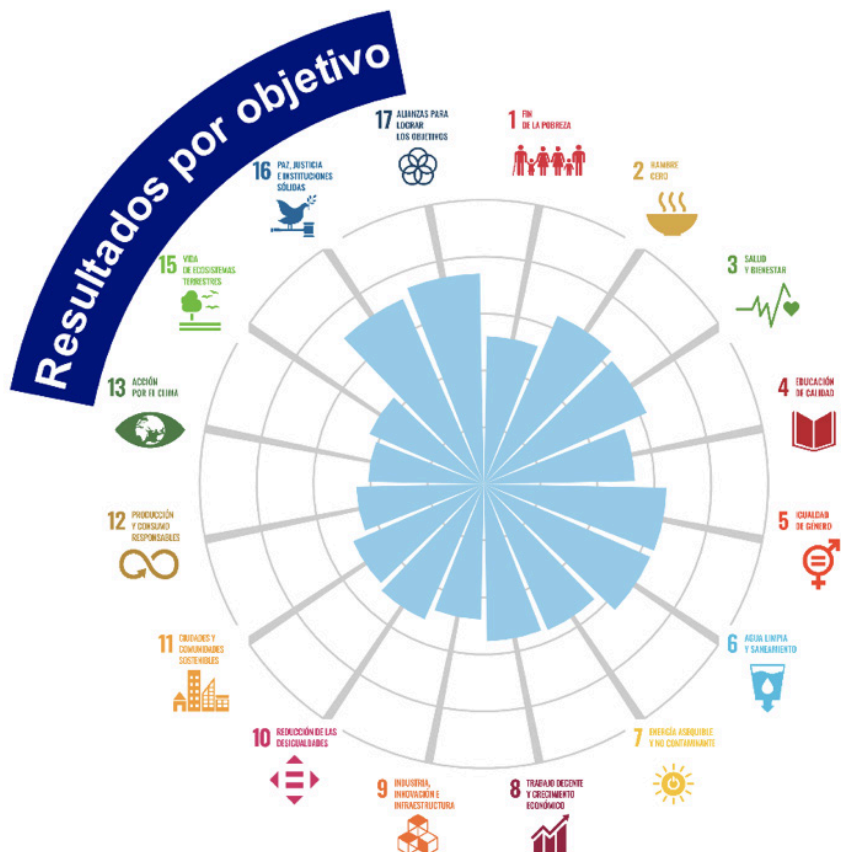 Resultados por objetivo
17 ALIANZAS PARA
LOGRAR
LOS OBJETIVOS
1 FIN
DE LA POBREZA
2 HAMBRE
CERO
3 SALUD
Y BIENESTAR
4 EDUCACIÓN
DE CALIDAD
5 IGUALDAD
DE GÉNERO
6 AGUA LIMPIA
Y SANEAMIENTO
7 ENERGÍA ASEQUIBLE
Y NO CONTAMINANTE
8 TRABAJO DECENTE
Y CRECIMIENTO
ECONÓMICO
9 INDUSTRIA,
INNOVACIÓN E
INFRAESTRUCTURA
10 REDUCCIÓN DE LAS
DESIGUALDADES
11 CIUDADES Y
COMUNIDADES
SOSTENIBLES
12 PRODUCCIÓN
Y CONSUMO
RESPONSABLES
13 ACCIÓN
POR EL CLIMA
15 VIDA
DE ECOSISTEMAS
TERRESTRES
16 PAZ, JUSTICIA
E INSTITUCIONES
SÓLIDAS